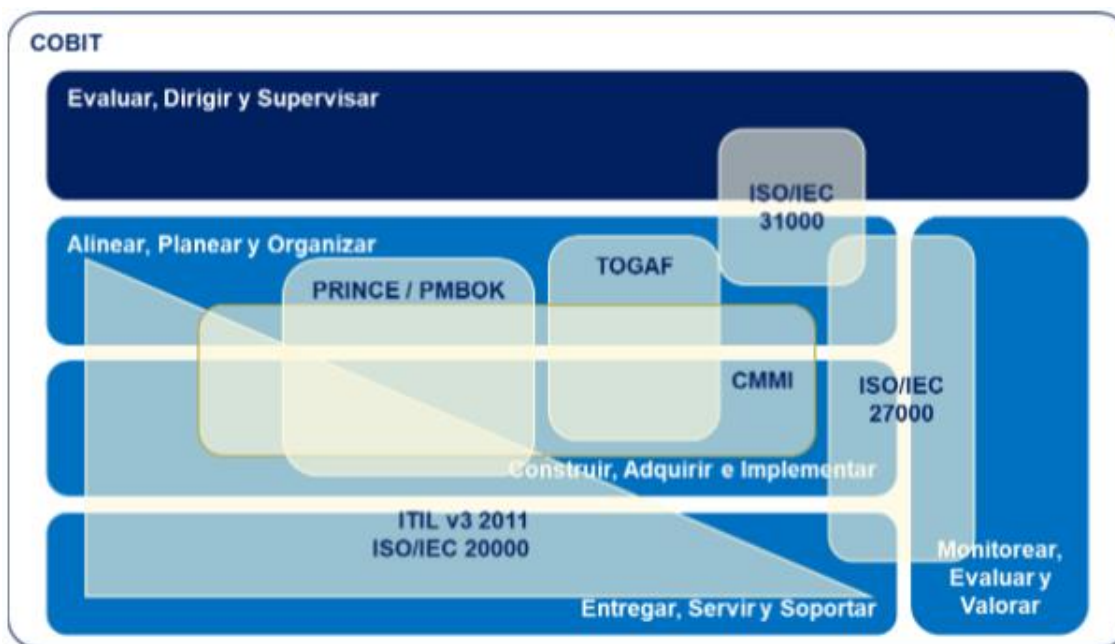 COBIT
Evaluar, Dirigir y Supervisar
ISO/IEC
31000
Alinear, Planear y Organizar
PRINCE / PMBOK
TOGAF
CMMI
ISO/IEC
27000
Construir, Adquirir e Implementar
ITIL v3 2011
ISO/IEC 20000
Entregar, Servir y Soportar
Monitorear,
Evaluar y
Valorar